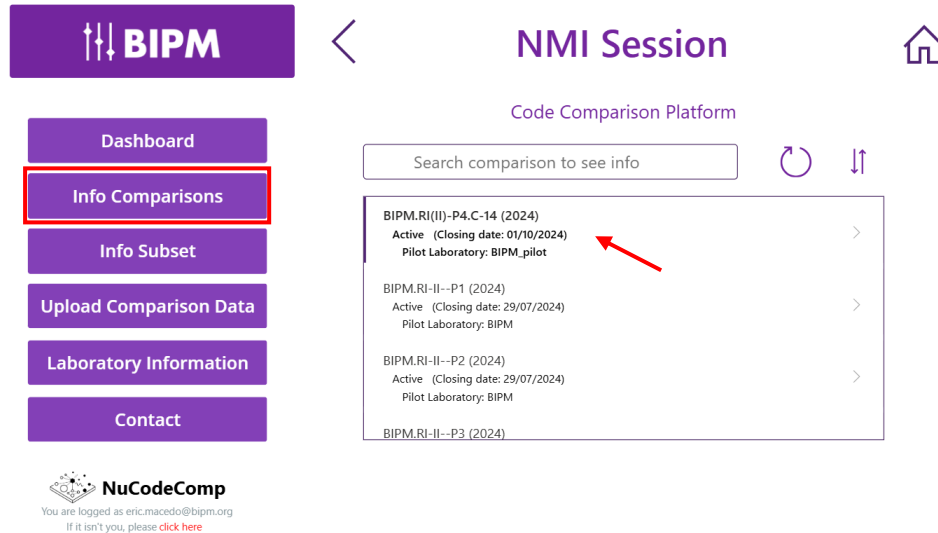 BIPM
NMI Session
Code Comparison Platform
Dashboard
Info Comparisons
Info Subset
Upload Comparison Data
Laboratory Information
Contact
NuCodeComp
You are logged as eric.macedo@bipm.org
If it isn't you, please click here
Search comparison to see info
BIPM.RI(II)-P4.C-14 (2024)
Active (Closing date: 01/10/2024)
Pilot Laboratory: BIPM_pilot
BIPM.RI-II--P1 (2024)
Active (Closing date: 29/07/2024)
Pilot Laboratory: BIPM
BIPM.RI-II--P2 (2024)
Active (Closing date: 29/07/2024)
Pilot Laboratory: BIPM
BIPM.RI-II--P3 (2024)